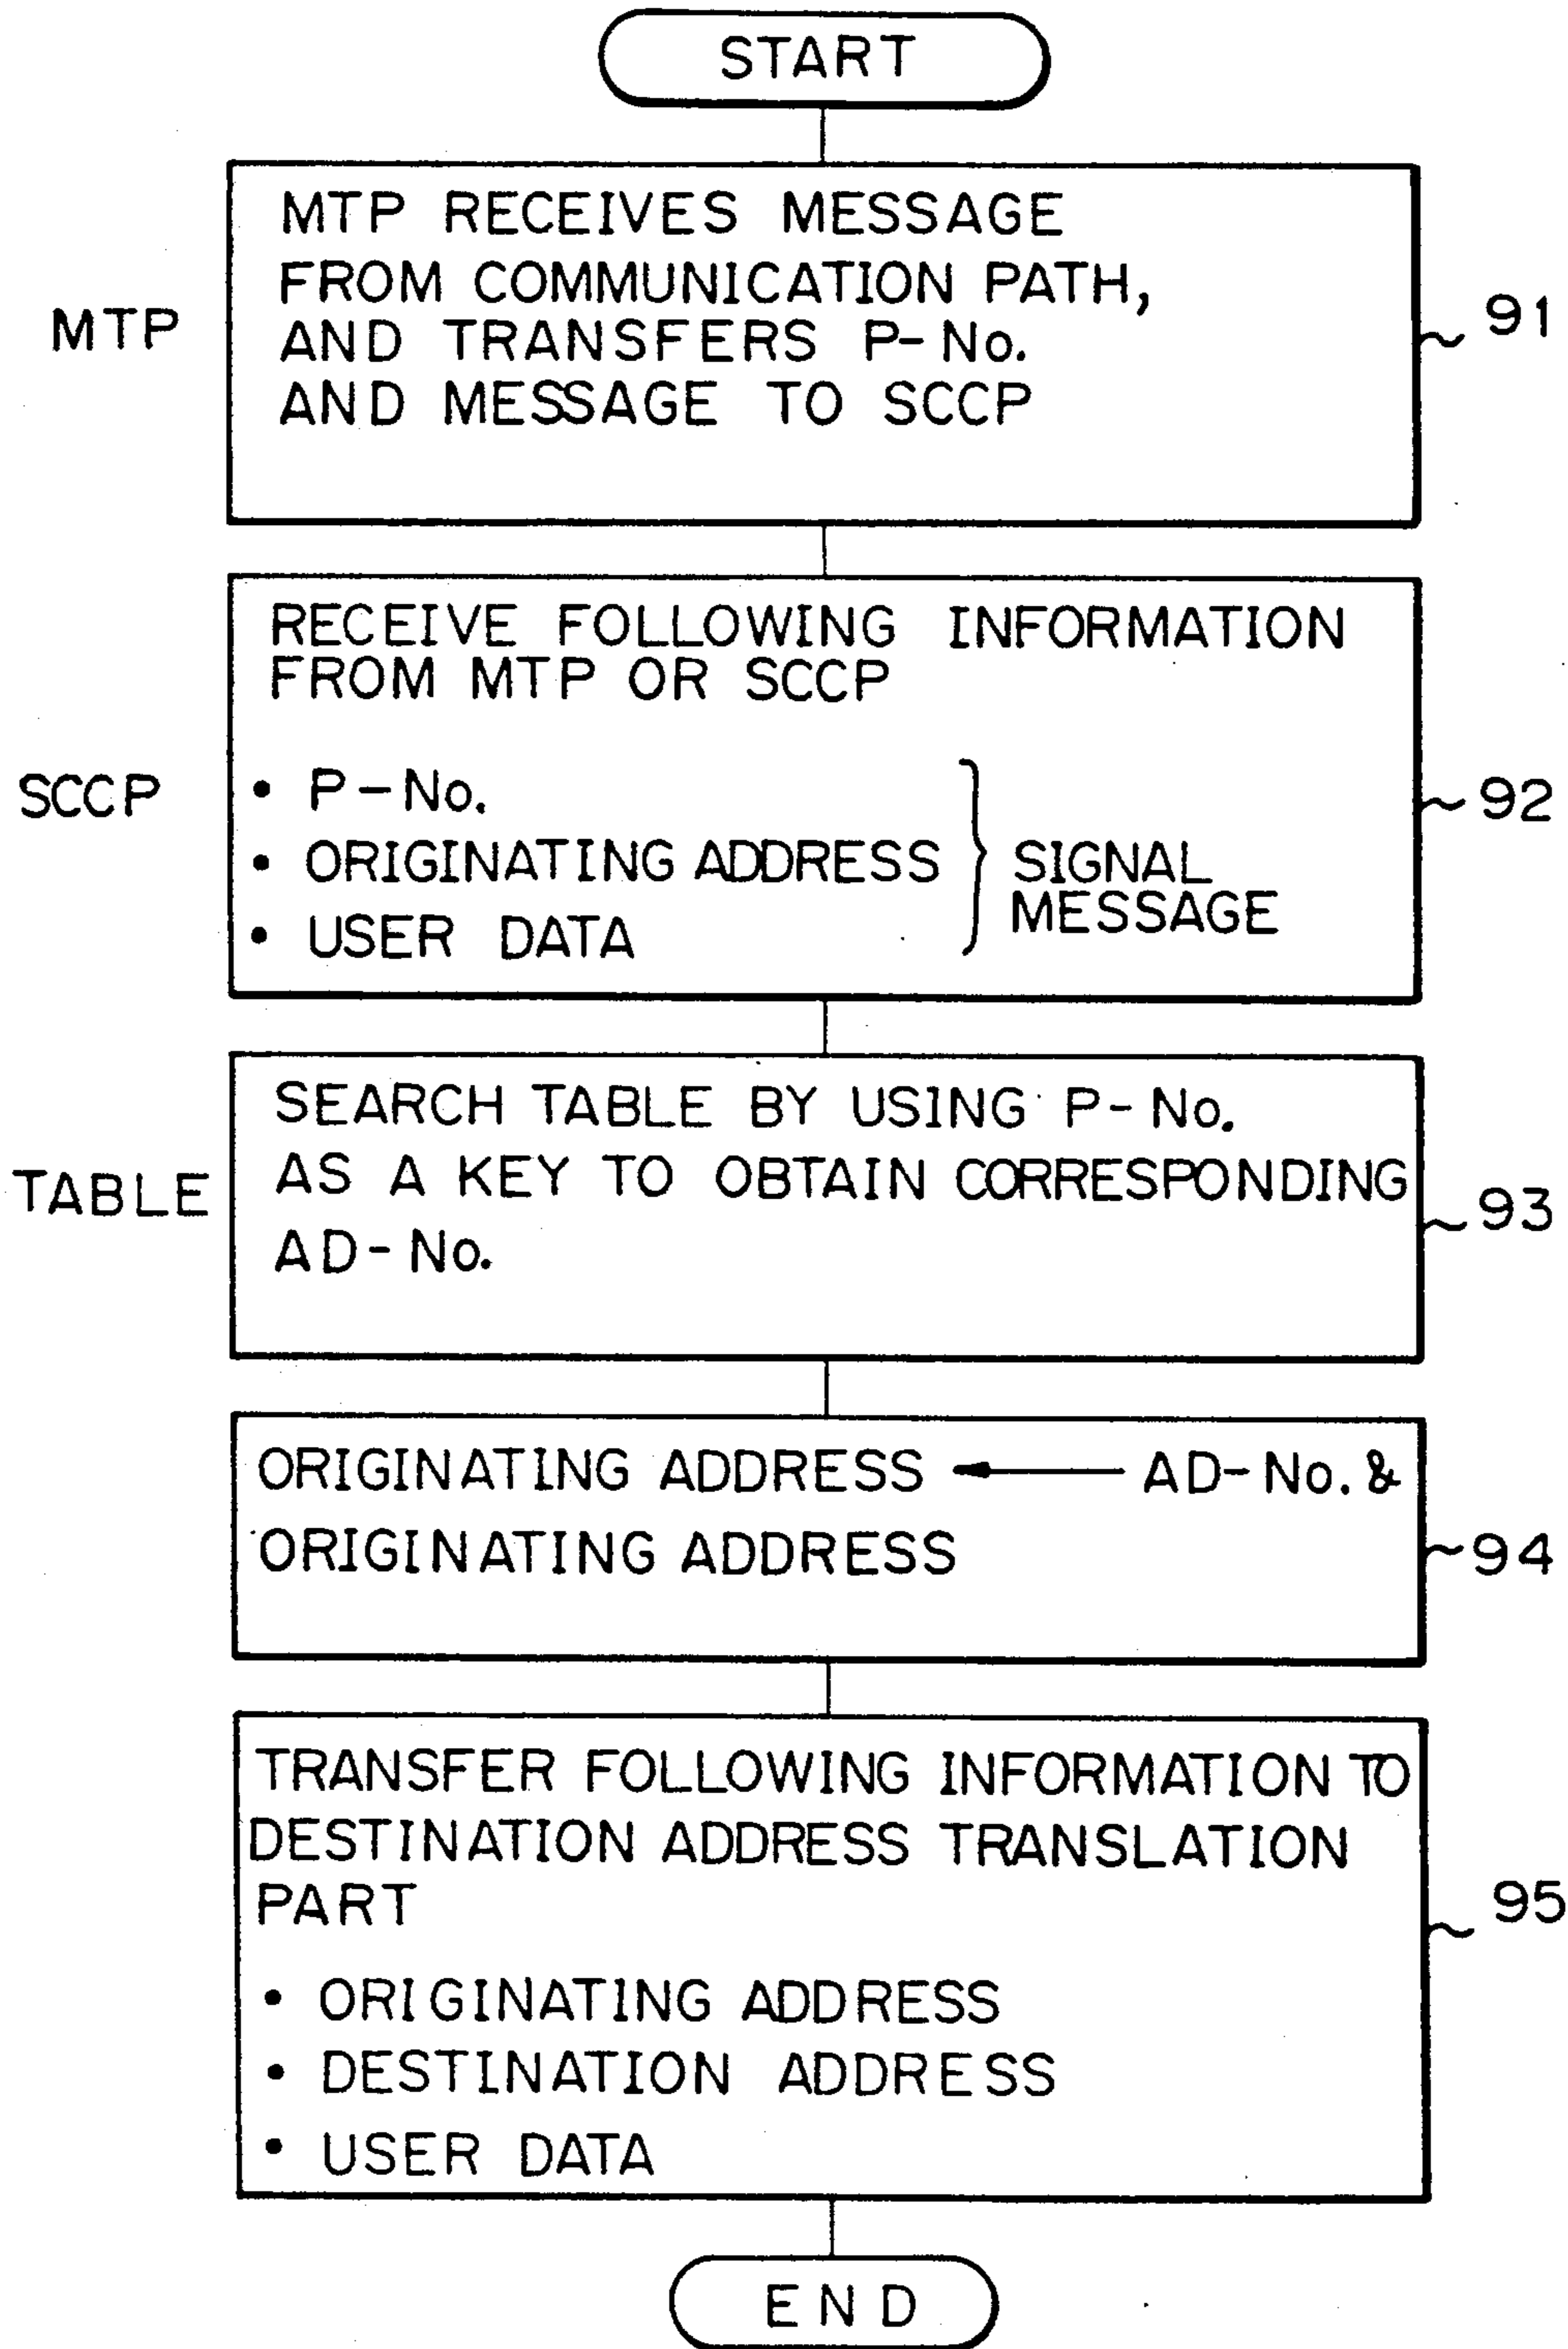 START
MTP RECEIVES MESSAGE
FROM COMMUNICATION PATH,
AND TRANSFERS P-No.
AND MESSAGE TO SCCP
MTP
91
RECEIVE FOLLOWING INFORMATION
FROM MTP OR SCCP
SCCP
• P-No.
• ORIGINATING ADDRESS
• USER DATA
SIGNAL
MESSAGE
92
SEARCH TABLE BY USING P-No.
AS A KEY TO OBTAIN CORRESPONDING
AD-No.
TABLE
93
ORIGINATING ADDRESS ← AD-No. &
ORIGINATING ADDRESS
94
TRANSFER FOLLOWING INFORMATION TO
DESTINATION ADDRESS TRANSLATION
PART
• ORIGINATING ADDRESS
• DESTINATION ADDRESS
• USER DATA
95
END